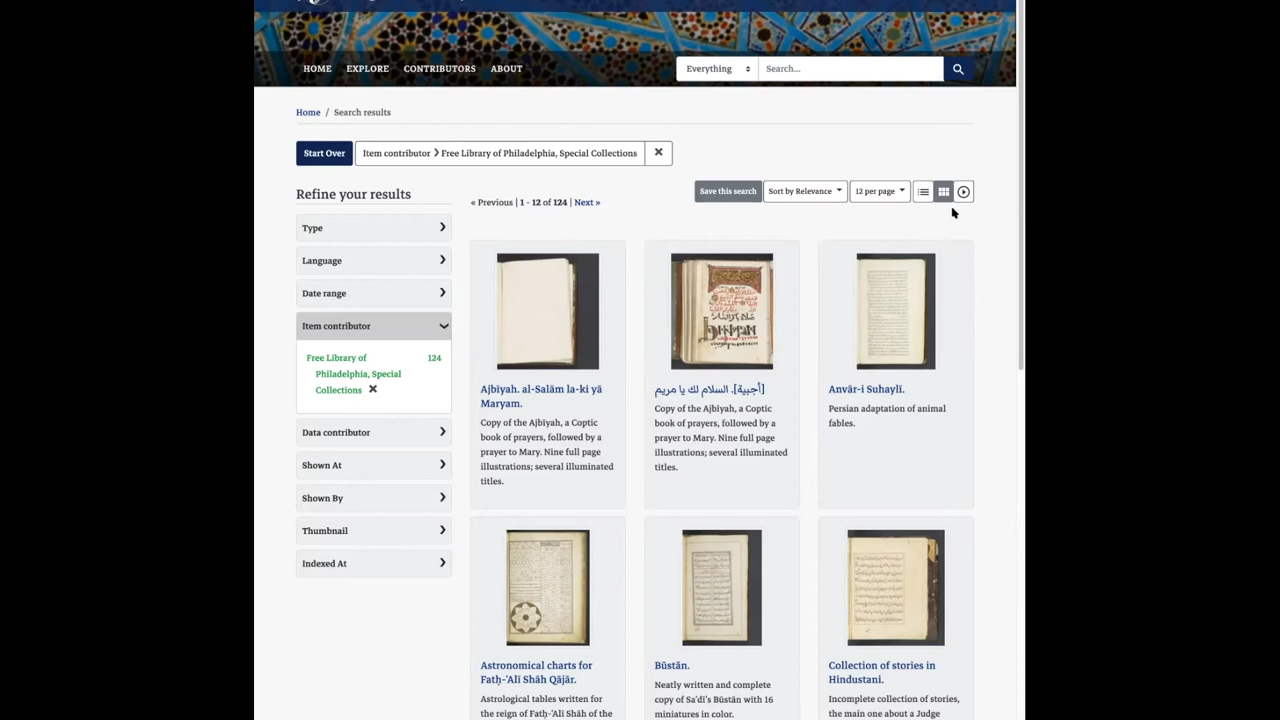 HOME EXPLORE CONTRIBUTORS ABOUT Everything Search...
Home / Search results
Start Over Item contributor ❯ Free Library of Philadelphia, Special Collections ✕
Refine your results
Save this search Sort by Relevance 12 per page
« Previous | 1 - 12 of 124 | Next »
Type
Language
Date range
Item contributor
Free Library of 124
Philadelphia, Special
Collections ✕
Data contributor
Shown At
Shown By
Thumbnail
Indexed At
Ajbīyah. al-Salām la-ki yā
Maryam.
Copy of the Ajbīyah, a Coptic
book of prayers, followed by a
prayer to Mary. Nine full page
illustrations; several illuminated
titles.
[أجبية]. السلام لك يا مريم
Copy of the Ajbīyah, a Coptic
book of prayers, followed by a
prayer to Mary. Nine full page
illustrations; several illuminated
titles.
Anvār-i Suhaylī.
Persian adaptation of animal
fables.
Astronomical charts for
Fatḥ-ʻAlī Shāh Qājār.
Astrological tables written for
the reign of Fatḥ-ʻAlī Shāh of the
Būstān.
Neatly written and complete
copy of Saʻdī's Būstān with 16
miniatures in color.
Collection of stories in
Hindustani.
Incomplete collection of stories,
the main one about a Judge